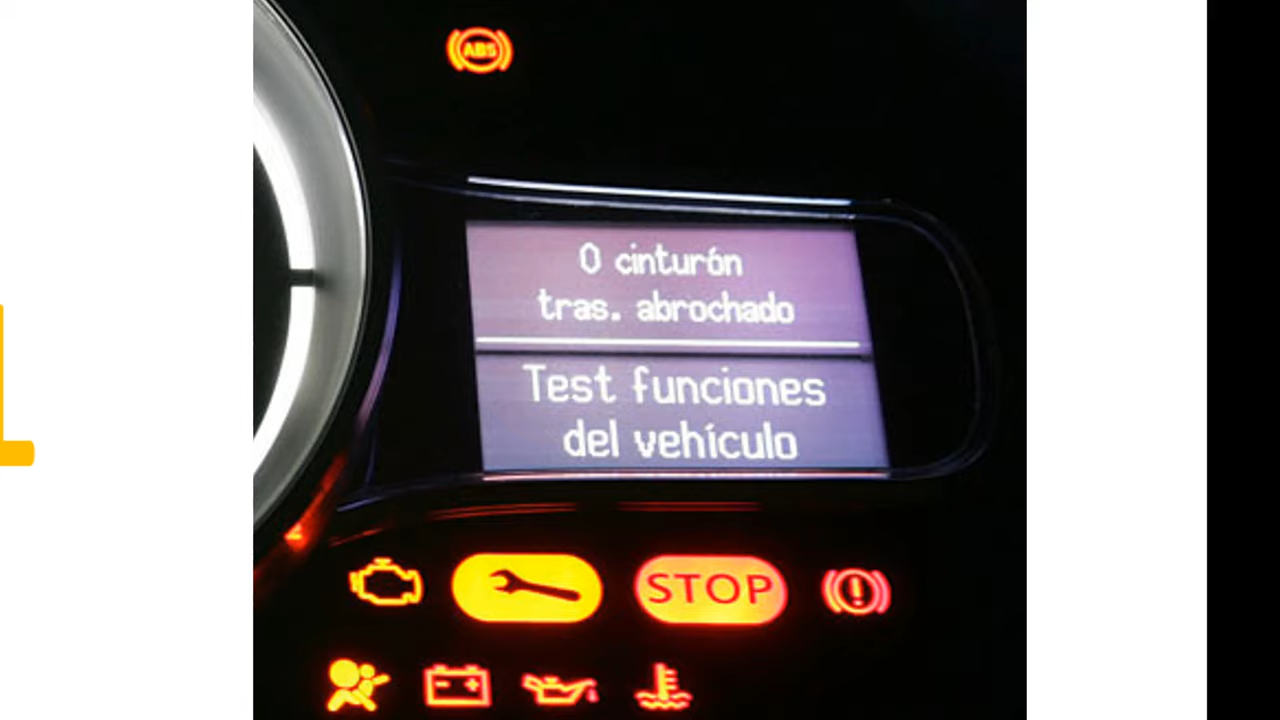 ABS
0 cinturón
tras. abrochado
Test funciones
del vehículo
STOP